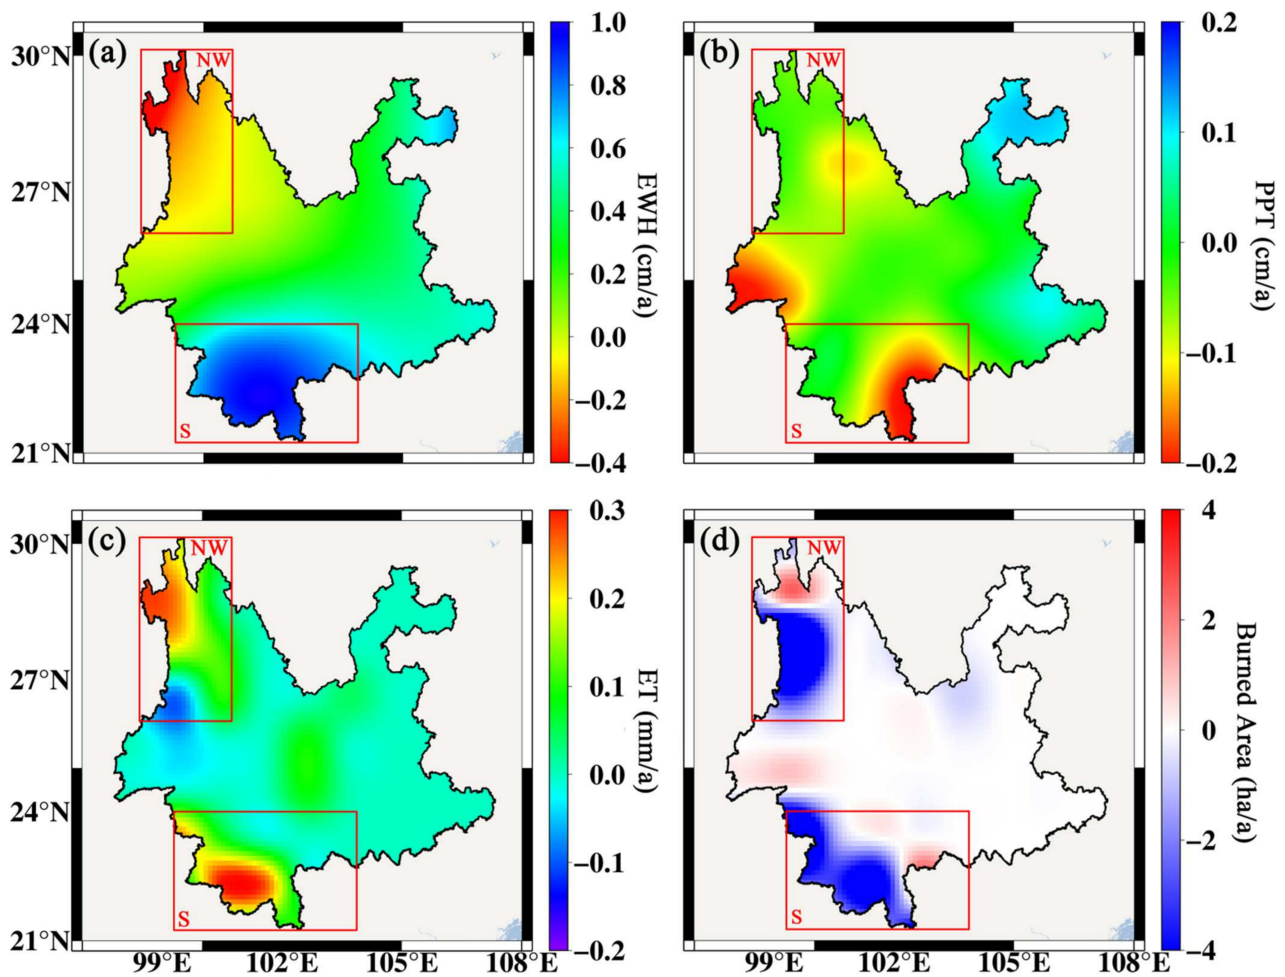 (a)
NW
S
30°N
27°N
24°N
21°N
1.0
0.8
0.6
0.4
0.2
0.0
−0.2
−0.4
EWH (cm/a)
(b)
NW
S
0.2
0.1
0.0
−0.1
−0.2
PPT (cm/a)
(c)
NW
S
30°N
27°N
24°N
21°N
99°E
102°E
105°E
108°E
0.3
0.2
0.1
0.0
−0.1
−0.2
ET (mm/a)
(d)
NW
S
99°E
102°E
105°E
108°E
4
2
0
−2
−4
Burned Area (ha/a)